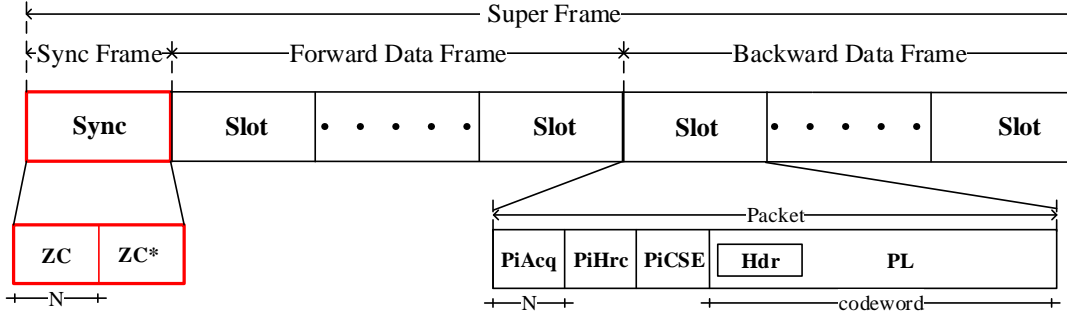 Super Frame
Sync Frame Forward Data Frame Backward Data Frame
Sync Slot • • • • • Slot Slot • • • • • Slot
Packet
ZC ZC* PiAcq PiHrc PiCSE Hdr PL
N N codeword